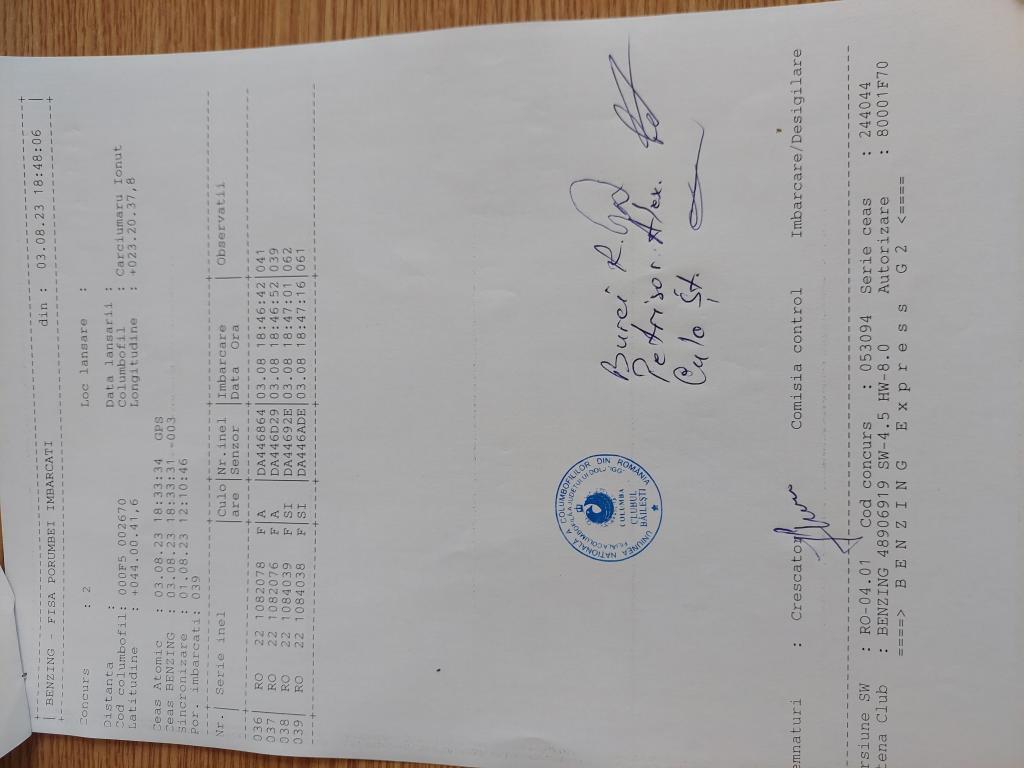 BENZING - FISA PORUMBEI IMBARCATI din : 03.08.23 18:48:06
Concurs : 2 Loc lansare :
Distanta : Data lansarii :
Cod columbofil: 000F5 002670 Columbofil : Carciumaru Ionut
Latitudine : +044.00.41,6 Longitudine : +023.20.37,8
Ceas Atomic : 03.08.23 18:33:34 GPS
Ceas BENZING : 03.08.23 18:33:31 -003
Sincronizare : 01.08.23 12:10:46
Por. imbarcati: 039
Nr.| Serie inel |Culo|Nr.inel |Imbarcare | Observatii
|are |Senzor |Data Ora |
036| RO 22 1082078 F|A |DA446864|03.08 18:46:42|041
037| RO 22 1082076 F|A |DA446D29|03.08 18:46:52|039
038| RO 22 1084039 F|SI |DA44692E|03.08 18:47:01|062
039| RO 22 1084038 F|SI |DA446ADE|03.08 18:47:16|061
UNIUNEA NATIONALA A COLUMBOFILILOR DIN ROMÂNIA
COLUMBA
CLUBUL
BĂILEȘTI
Burci R.
Petrisor Alex.
Culo Șt.
emnaturi : Crescator Comisia control Imbarcare/Desigilare
rsiune SW : RO-04.01 Cod concurs : 053094 Serie ceas : 244044
tena Club : BENZING 48906919 SW-4.5 HW-8.0 Autorizare : 80001F70
====> B E N Z I N G E x p r e s s G 2 <====